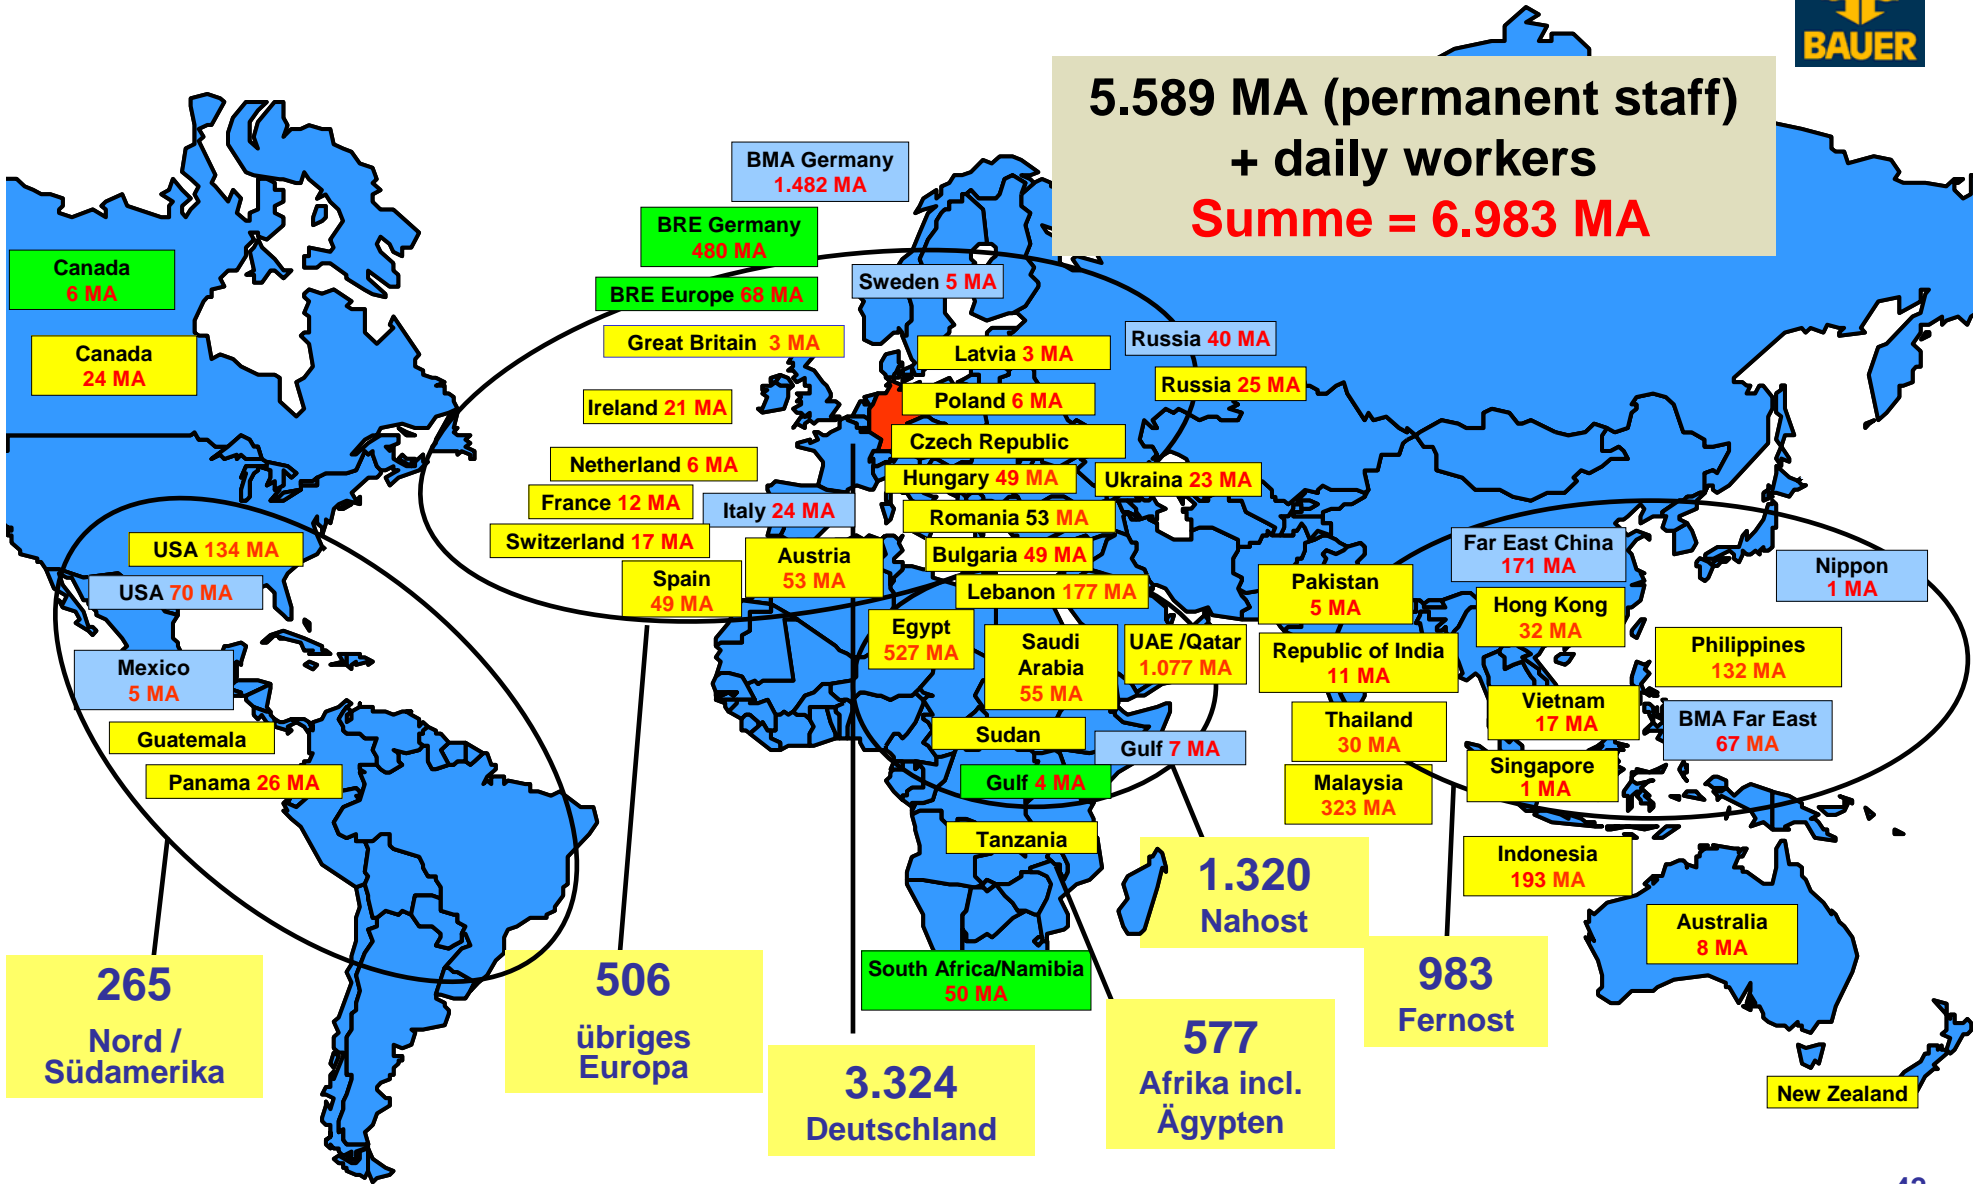 BAUER
5.589 MA (permanent staff)
+ daily workers
Summe = 6.983 MA
BMA Germany
1.482 MA
BRE Germany
480 MA
Canada
6 MA
Sweden 5 MA
BRE Europe 68 MA
Great Britain 3 MA
Russia 40 MA
Latvia 3 MA
Canada
24 MA
Russia 25 MA
Poland 6 MA
Ireland 21 MA
Czech Republic
Netherland 6 MA
Hungary 49 MA
Ukraina 23 MA
France 12 MA
Italy 24 MA
Romania 53 MA
Switzerland 17 MA
USA 134 MA
Austria
53 MA
Bulgaria 49 MA
Far East China
171 MA
Nippon
1 MA
USA 70 MA
Spain
49 MA
Lebanon 177 MA
Pakistan
5 MA
Hong Kong
32 MA
Egypt
527 MA
Saudi
Arabia
55 MA
UAE /Qatar
1.077 MA
Republic of India
11 MA
Philippines
132 MA
Mexico
5 MA
Vietnam
17 MA
Thailand
30 MA
BMA Far East
67 MA
Guatemala
Sudan
Gulf 7 MA
Panama 26 MA
Gulf 4 MA
Singapore
1 MA
Malaysia
323 MA
Tanzania
Indonesia
193 MA
1.320
Nahost
Australia
8 MA
South Africa/Namibia
50 MA
265
Nord /
Südamerika
506
übriges
Europa
983
Fernost
577
Afrika incl.
Ägypten
3.324
Deutschland
New Zealand